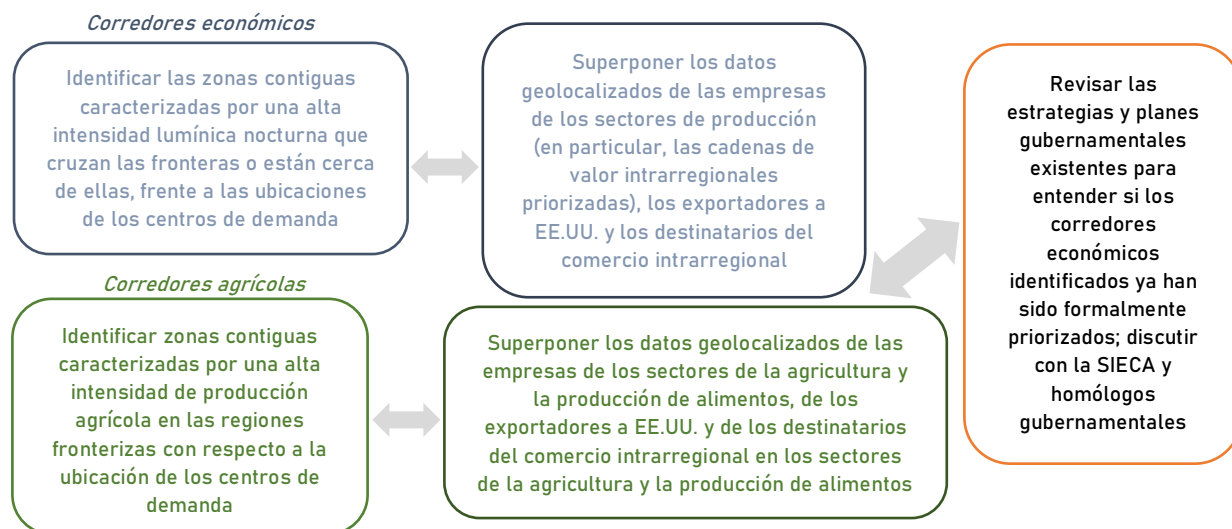 Corredores económicos
Identificar las zonas contiguas
caracterizadas por una alta
intensidad lumínica nocturna que
cruzan las fronteras o están cerca
de ellas, frente a las ubicaciones
de los centros de demanda
Superponer los datos
geolocalizados de las empresas
de los sectores de producción
(en particular, las cadenas de
valor intrarregionales
priorizadas), los exportadores a
EE.UU. y los destinatarios del
comercio intrarregional
Corredores agrícolas
Identificar zonas contiguas
caracterizadas por una alta
intensidad de producción
agrícola en las regiones
fronterizas con respecto a la
ubicación de los centros de
demanda
Superponer los datos geolocalizados de las
empresas de los sectores de la agricultura y
la producción de alimentos, de los
exportadores a EE.UU. y de los destinatarios
del comercio intrarregional en los sectores
de la agricultura y la producción de alimentos
Revisar las
estrategias y planes
gubernamentales
existentes para
entender si los
corredores
económicos
identificados ya han
sido formalmente
priorizados; discutir
con la SIECA y
homólogos
gubernamentales